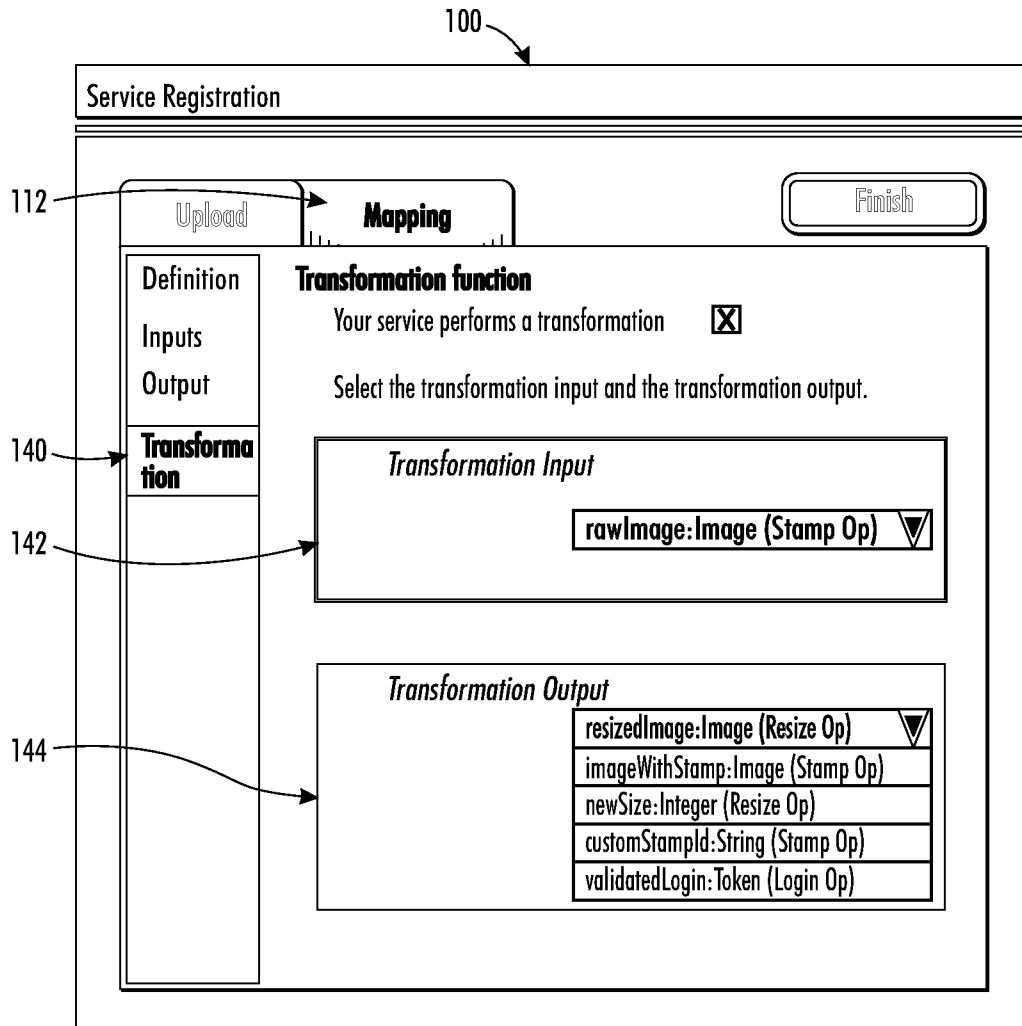 100
Service Registration
112
Upload
Mapping
Finish
Definition
Inputs
Output
140
Transforma
tion
Transformation function
Your service performs a transformation X
Select the transformation input and the transformation output.
142
Transformation Input
rawImage:Image (Stamp Op)
144
Transformation Output
resizedImage:Image (Resize Op)
imageWithStamp:Image (Stamp Op)
newSize:Integer (Resize Op)
customStampId:String (Stamp Op)
validatedLogin:Token (Login Op)